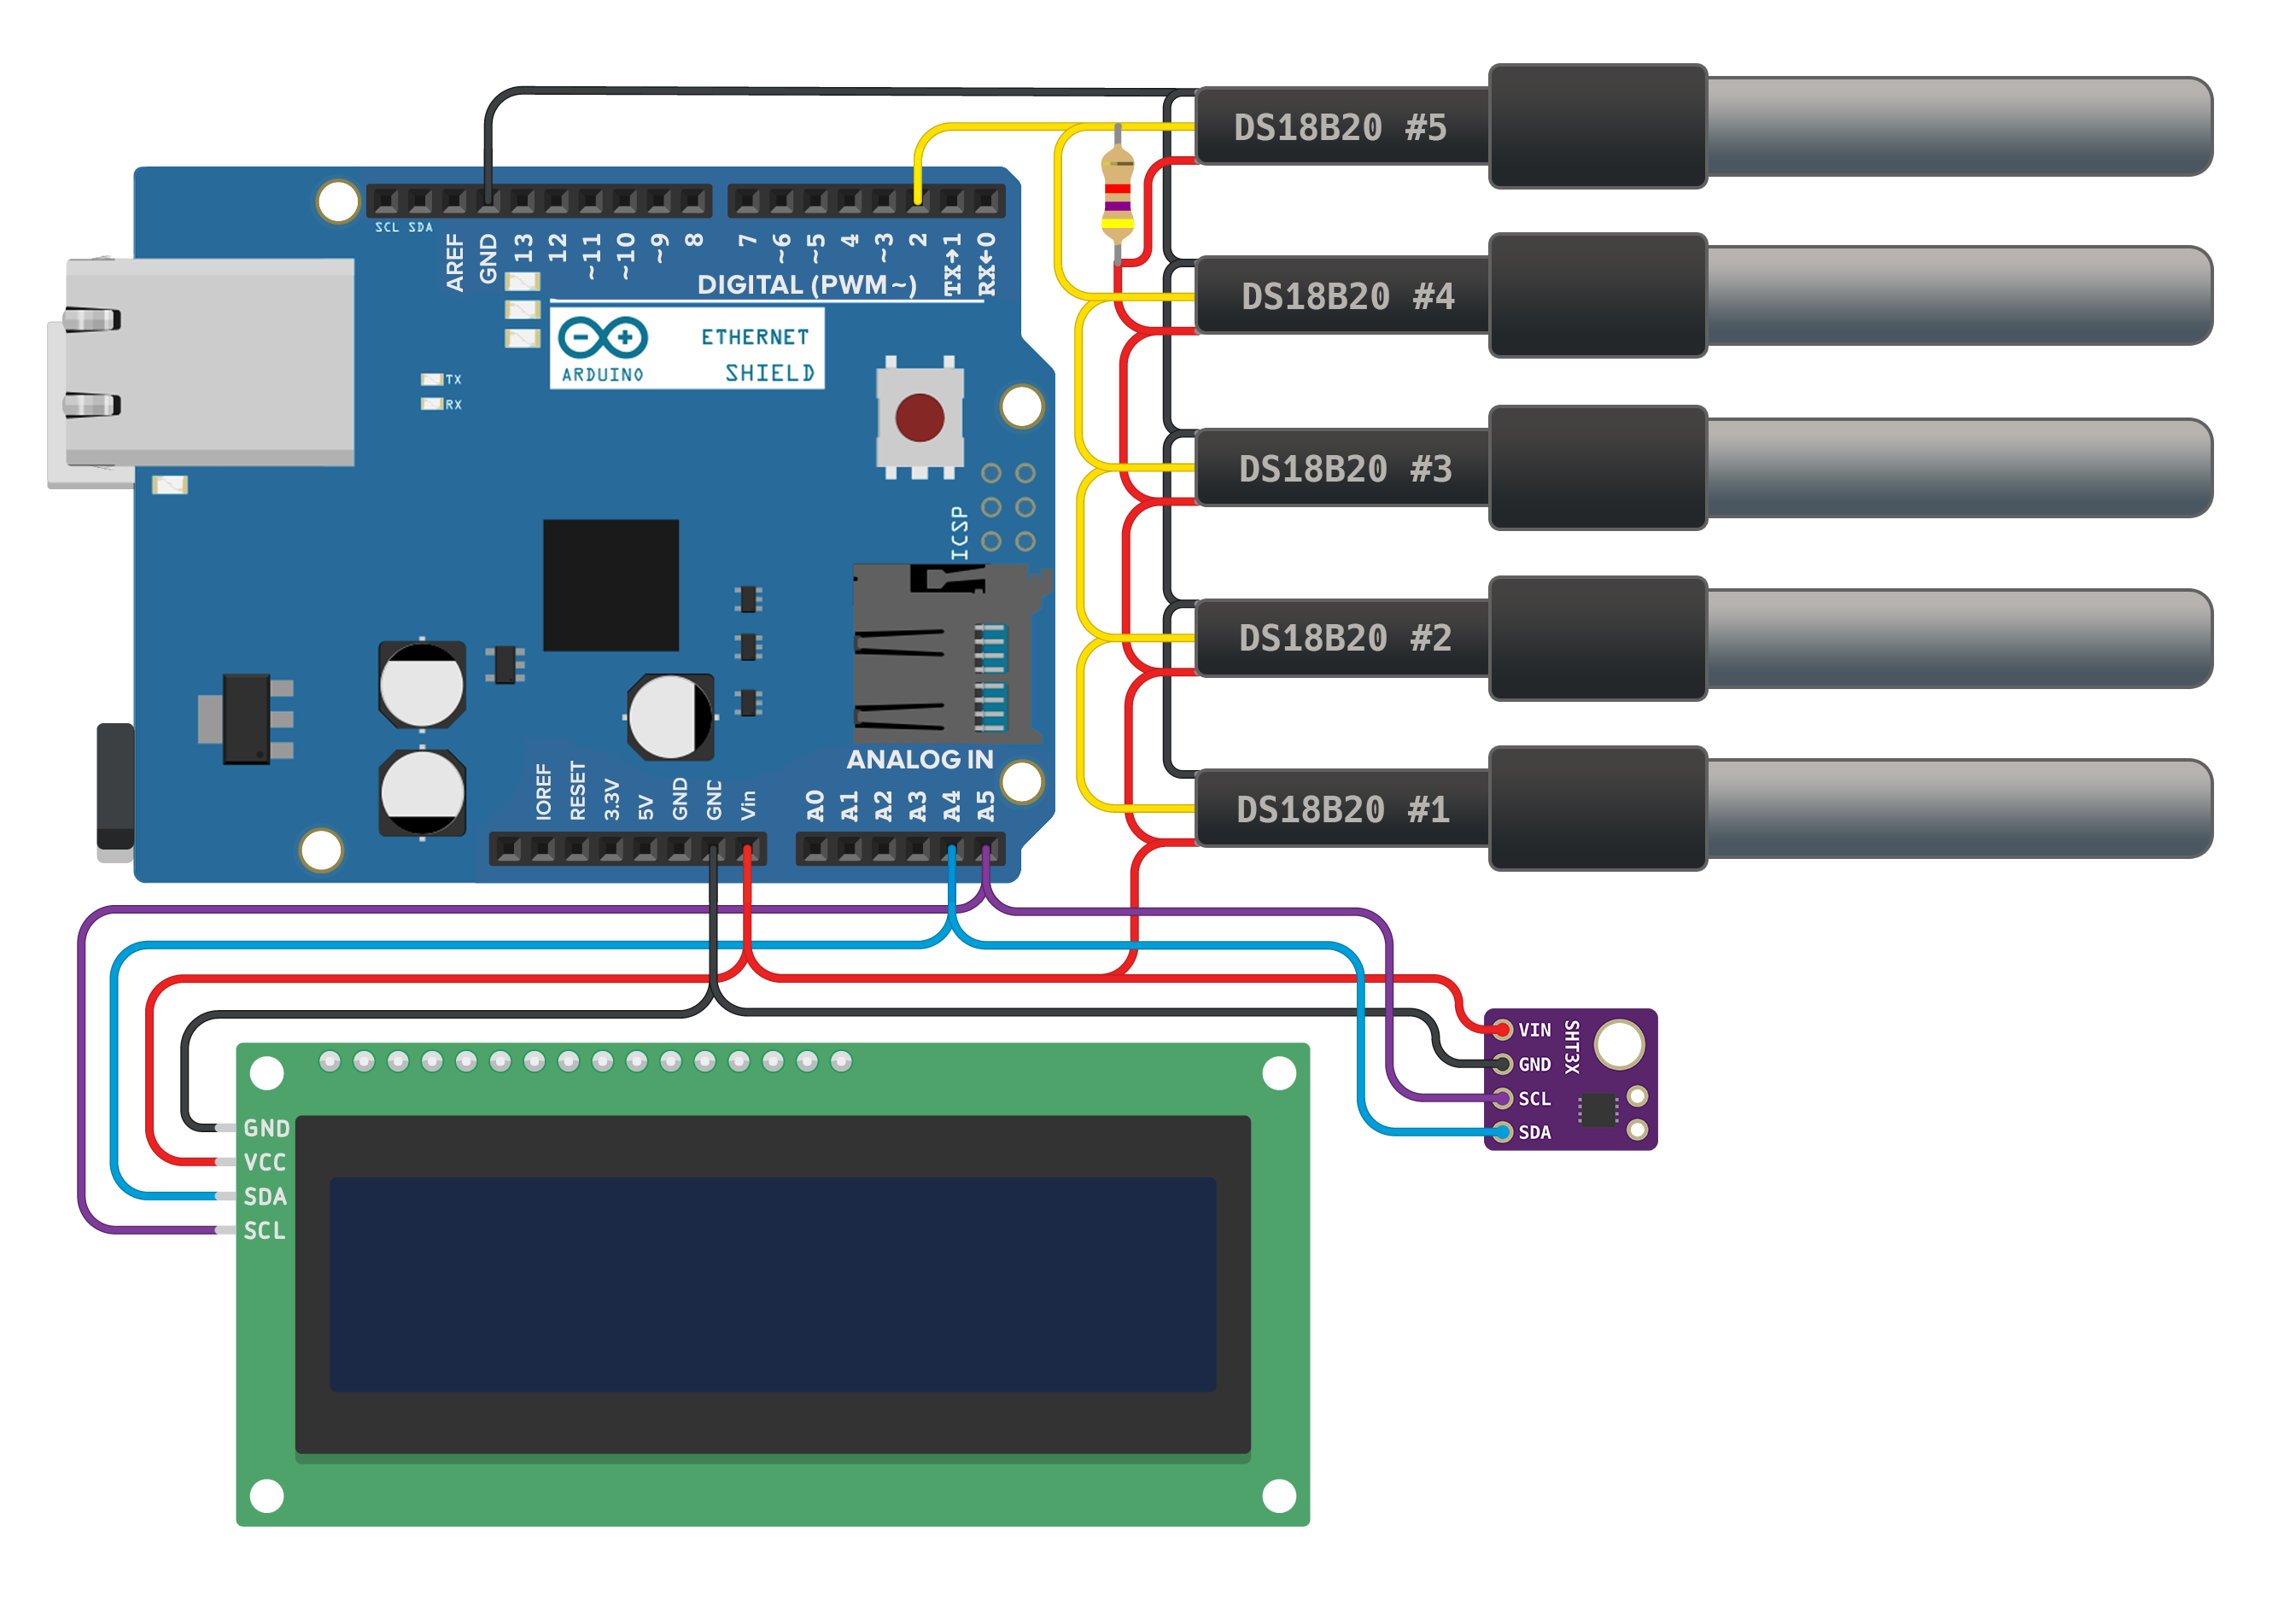 DS18B20 #5
SCL SDA
AREF
GND
13
12
~11
~10
~9
8
7
~6
~5
4
~3
2
TX→1
RX←0
DIGITAL (PWM~)
DS18B20 #4
ETHERNET
SHIELD
ARDUINO
TX
RX
DS18B20 #3
ICSP
DS18B20 #2
ANALOG IN
IOREF
RESET
3.3V
5V
GND
GND
Vin
A0
A1
A2
A3
A4
A5
DS18B20 #1
VIN
GND
SCL
SDA
SHT3X
GND
VCC
SDA
SCL